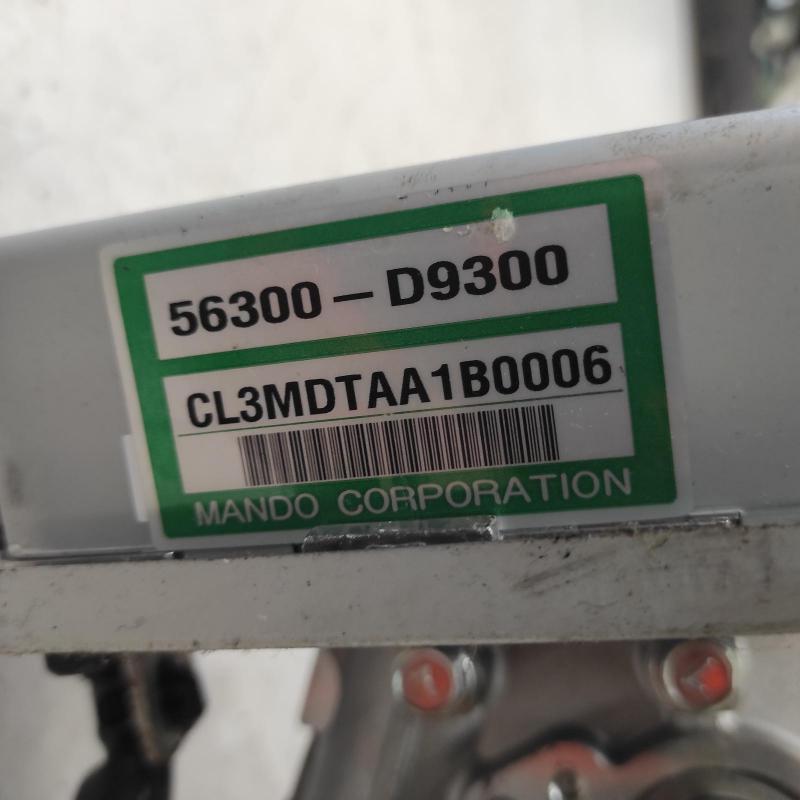 56300-D9300
CL3MDTAA1B0006
MANDO CORPORATION